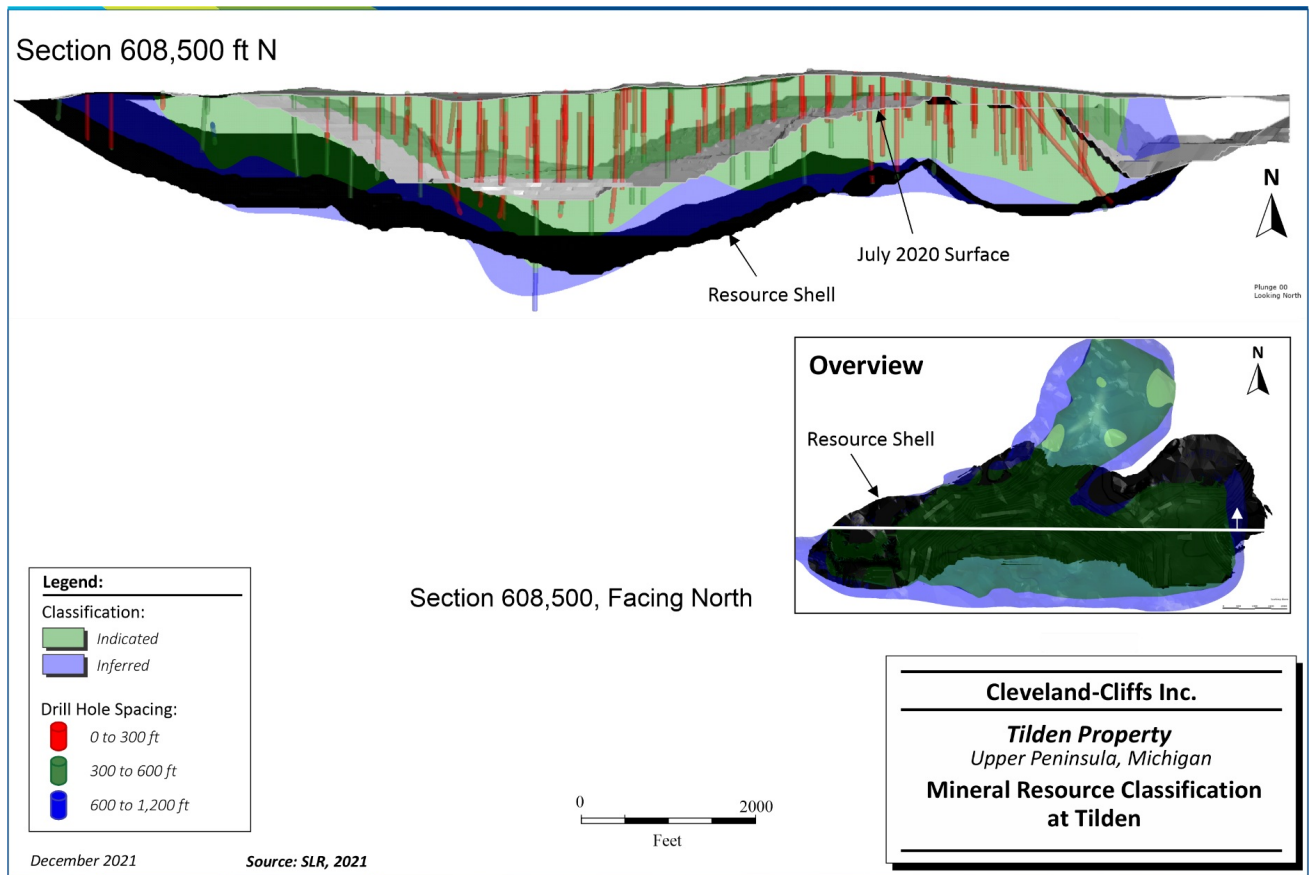 Section 608,500 ft N
N
July 2020 Surface
Resource Shell
Plunge 00
Looking North
Overview
N
Resource Shell
Section 608,500, Facing North
Legend:
Classification:
Indicated
Inferred
Drill Hole Spacing:
0 to 300 ft
300 to 600 ft
600 to 1,200 ft
0 2000
Feet
Cleveland-Cliffs Inc.
Tilden Property
Upper Peninsula, Michigan
Mineral Resource Classification
at Tilden
December 2021
Source: SLR, 2021